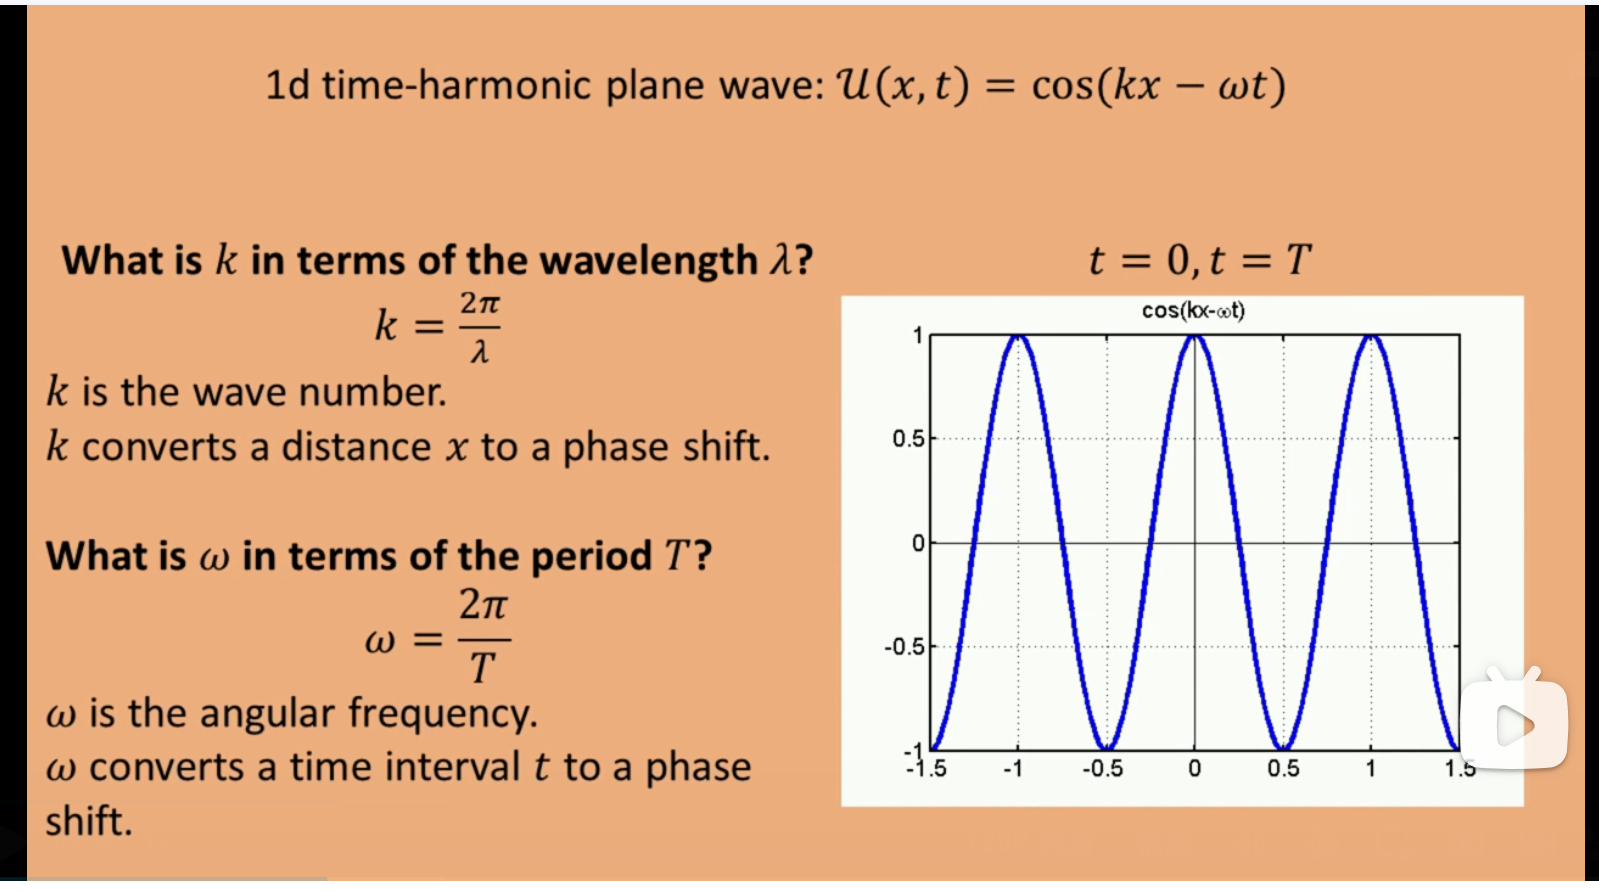 1d time-harmonic plane wave: 𝒰(x, t) = cos(kx − ωt)
What is k in terms of the wavelength λ?
k = 2π/λ
k is the wave number.
k converts a distance x to a phase shift.
What is ω in terms of the period T?
ω = 2π/T
ω is the angular frequency.
ω converts a time interval t to a phase
shift.
t = 0, t = T
cos(kx-ωt)
1
0.5
0
-0.5
-1
-1.5 -1 -0.5 0 0.5 1 1.5